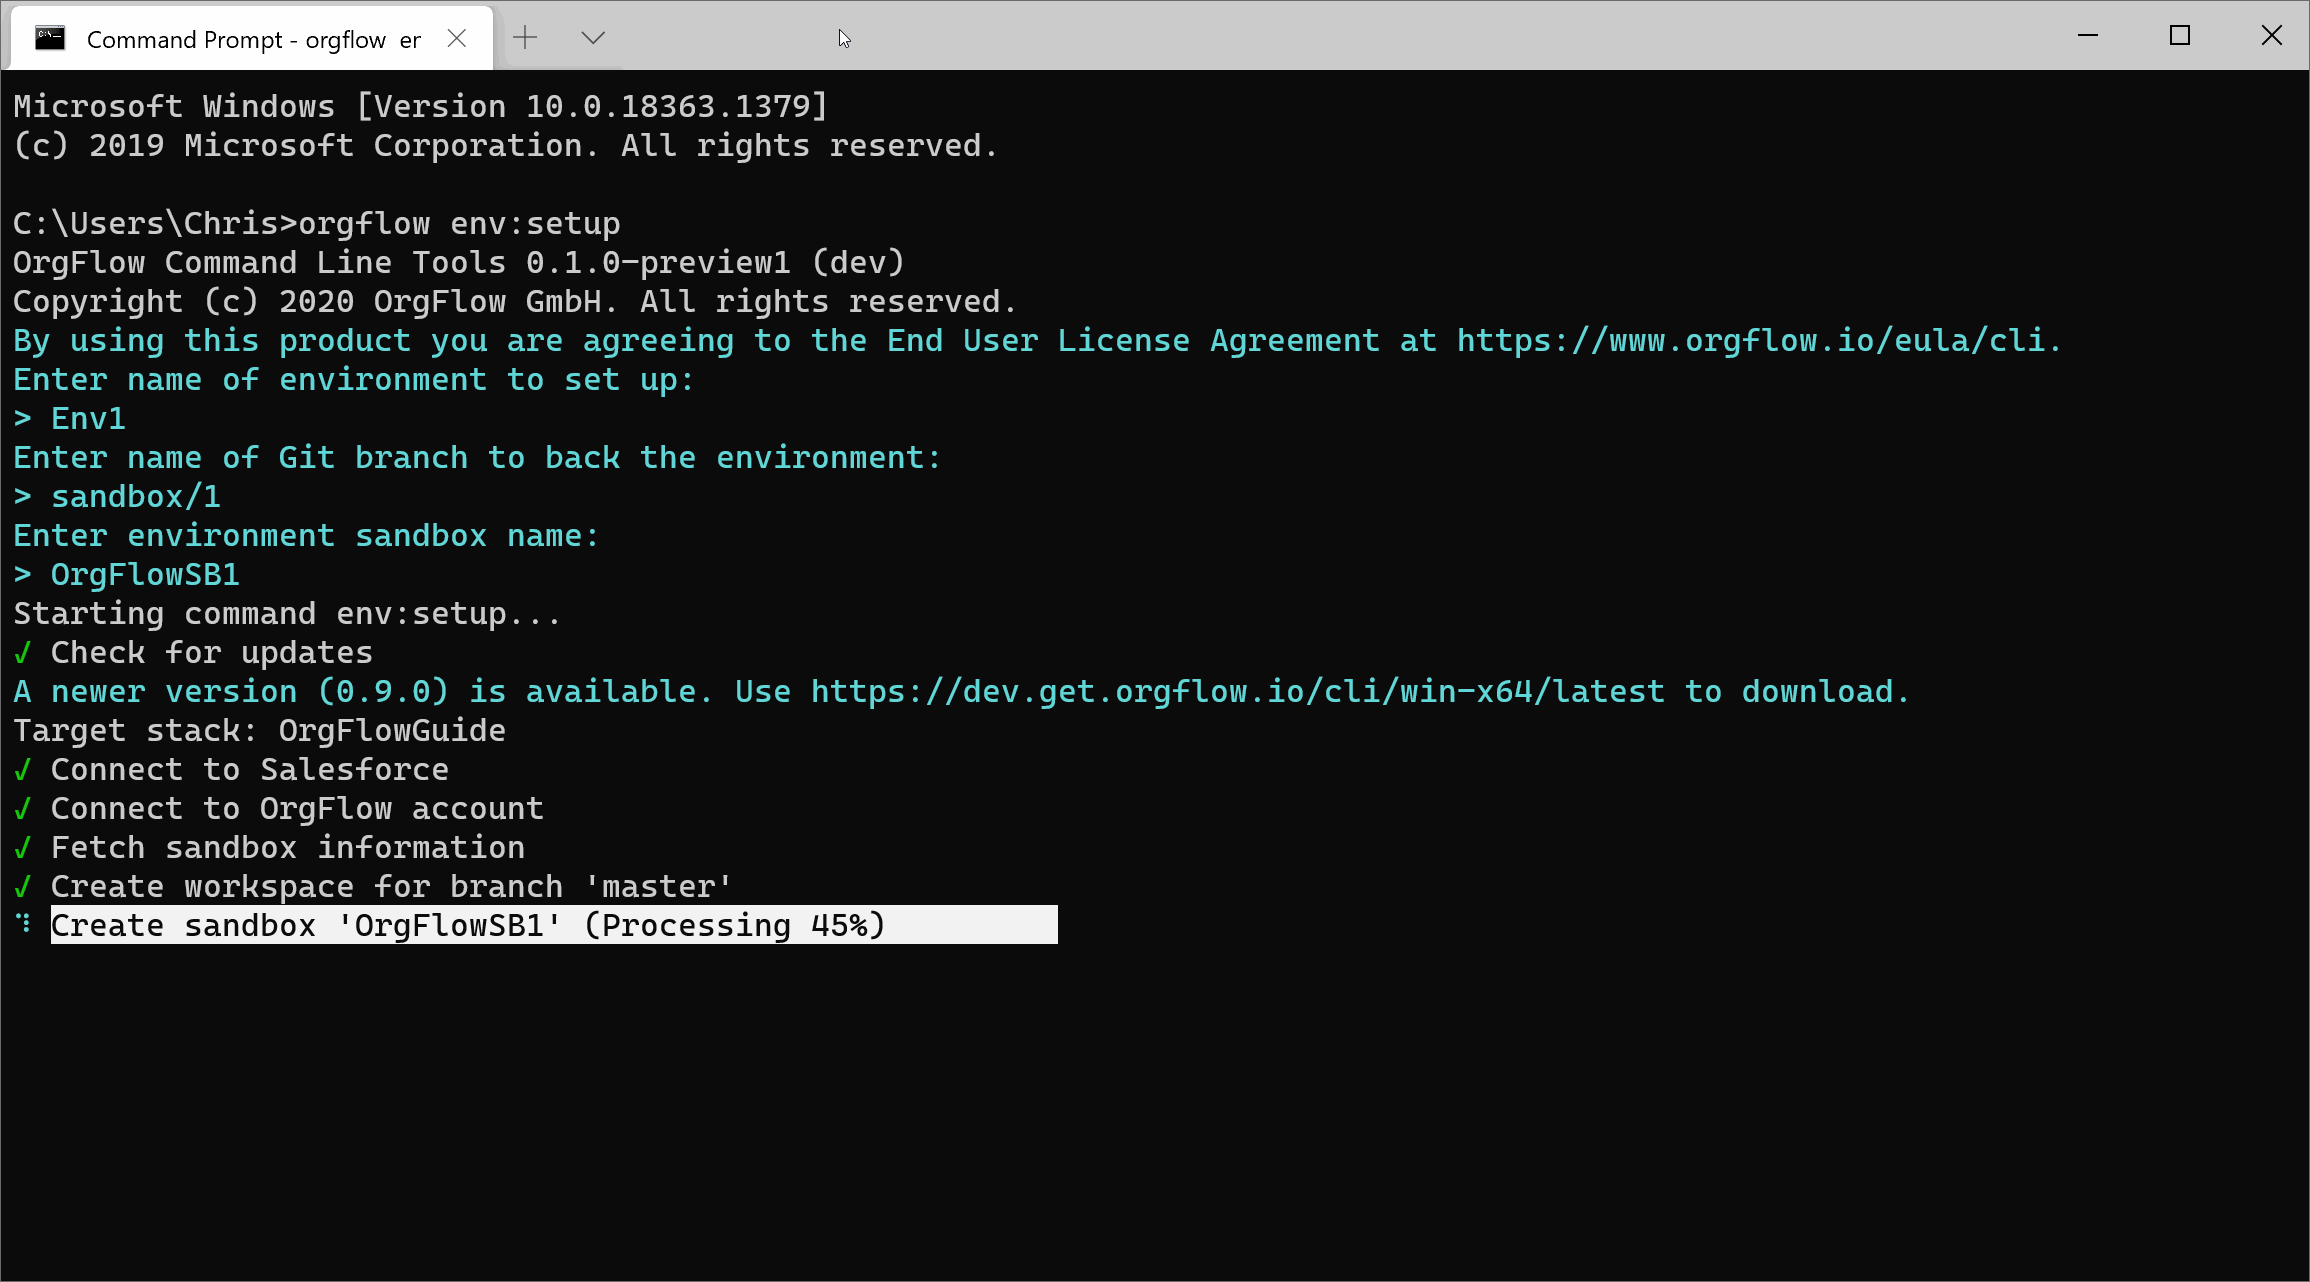 Command Prompt - orgflow  er
Microsoft Windows [Version 10.0.18363.1379]
(c) 2019 Microsoft Corporation. All rights reserved.
C:\Users\Chris>orgflow env:setup
OrgFlow Command Line Tools 0.1.0-preview1 (dev)
Copyright (c) 2020 OrgFlow GmbH. All rights reserved.
By using this product you are agreeing to the End User License Agreement at https://www.orgflow.io/eula/cli.
Enter name of environment to set up:
> Env1
Enter name of Git branch to back the environment:
> sandbox/1
Enter environment sandbox name:
> OrgFlowSB1
Starting command env:setup...
√ Check for updates
A newer version (0.9.0) is available. Use https://dev.get.orgflow.io/cli/win-x64/latest to download.
Target stack: OrgFlowGuide
√ Connect to Salesforce
√ Connect to OrgFlow account
√ Fetch sandbox information
√ Create workspace for branch 'master'
Create sandbox 'OrgFlowSB1' (Processing 45%)